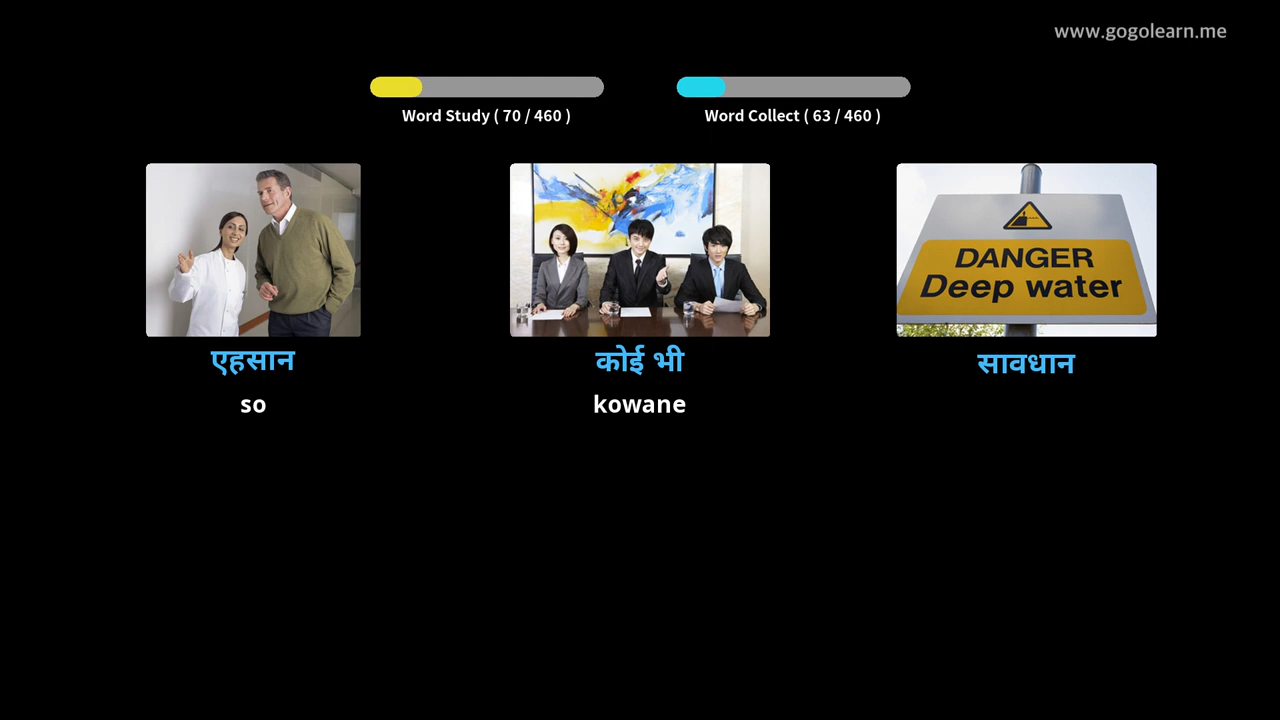 www.gogolearn.me
Word Study ( 70 / 460 )
Word Collect ( 63 / 460 )
DANGER
Deep water
एहसान
कोई भी
सावधान
so
kowane